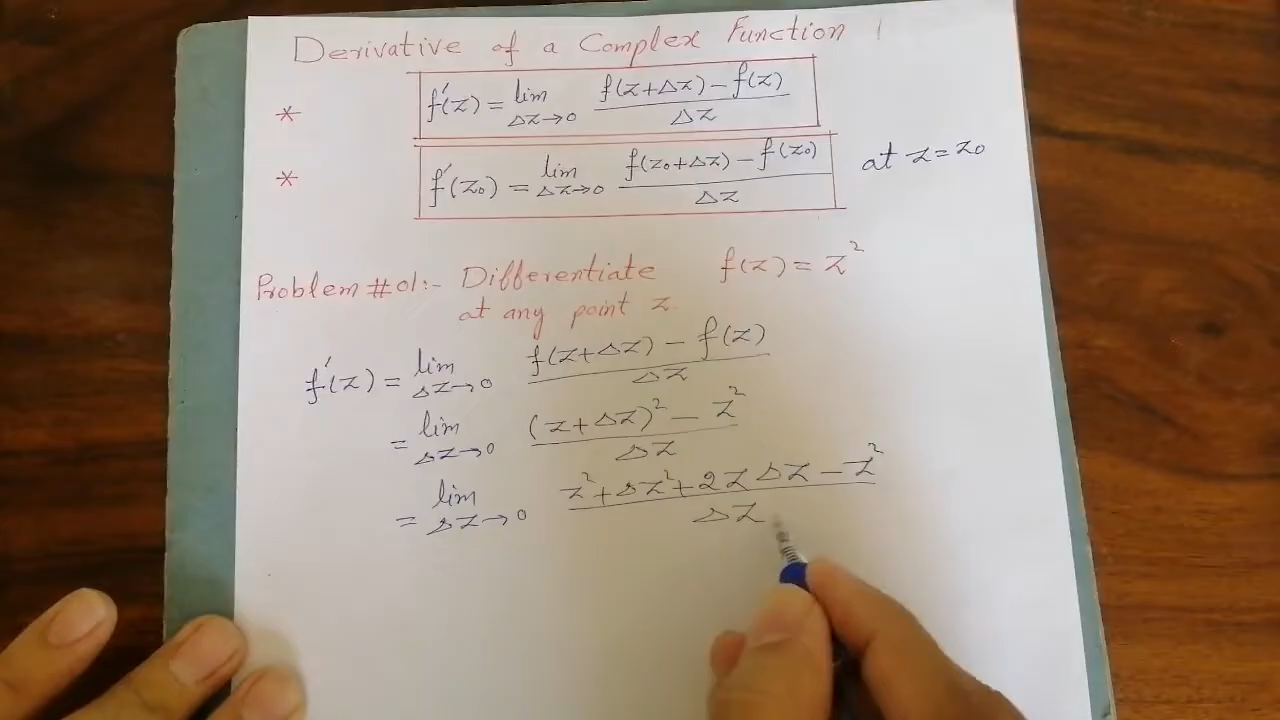 Derivative of a Complex Function
* f'(z) = lim Δz→0 f(z+Δz) − f(z) / Δz
* f'(z₀) = lim Δz→0 f(z₀+Δz) − f(z₀) / Δz at z=z₀
Problem #01:- Differentiate f(z) = z²
at any point z.
f'(z) = lim Δz→0 f(z+Δz) − f(z) / Δz
= lim Δz→0 (z+Δz)² − z² / Δz
= lim Δz→0 z²+Δz²+2zΔz−z² / Δz